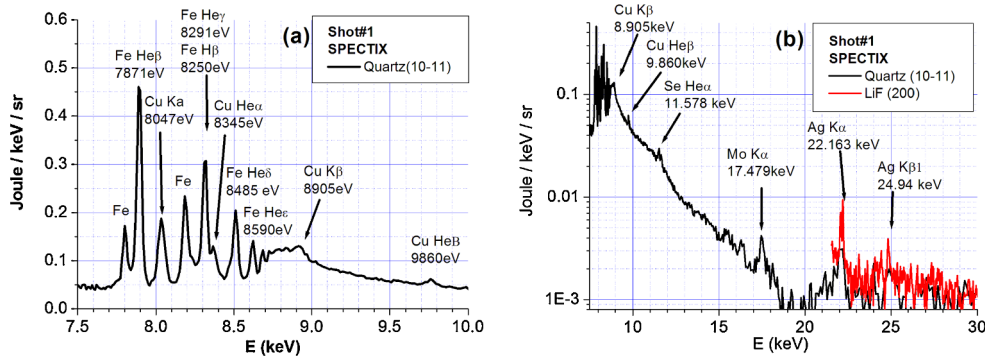 (a)
Shot#1
SPECTIX
Quartz(10-11)
Fe Heγ
8291eV
Fe Hβ
8250eV
Fe Heβ
7871eV
Cu Ka
8047eV
Cu Heα
8345eV
Fe
Fe
Fe Heδ
8485 eV
Fe Heε
8590eV
Cu Kβ
8905eV
Cu HeB
9860eV
0.6
0.5
0.4
0.3
0.2
0.1
0.0
7.5
8.0
8.5
9.0
9.5
10.0
Joule / keV / sr
E (keV)
(b)
Shot#1
SPECTIX
Quartz (10-11)
LiF (200)
Cu Kβ
8.905keV
Cu Heβ
9.860keV
Se Heα
11.578 keV
Mo Kα
17.479keV
Ag Kα
22.163 keV
Ag Kβ1
24.94 keV
0.1
0.01
1E-3
10
15
20
25
30
Joule / keV / sr
E (keV)